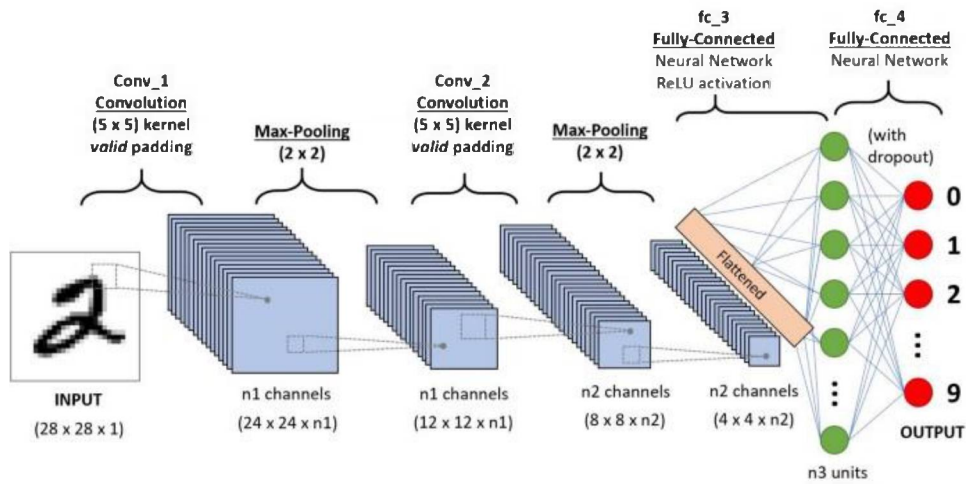 fc_3
Fully-Connected
Neural Network
ReLU activation
fc_4
Fully-Connected
Neural Network
Conv_1
Convolution
(5 x 5) kernel
valid padding
Max-Pooling
(2 x 2)
Conv_2
Convolution
(5 x 5) kernel
valid padding
Max-Pooling
(2 x 2)
(with
dropout)
2
Flattened
0
1
2
⋮
9
⋮
INPUT
(28 x 28 x 1)
n1 channels
(24 x 24 x n1)
n1 channels
(12 x 12 x n1)
n2 channels
(8 x 8 x n2)
n2 channels
(4 x 4 x n2)
OUTPUT
n3 units